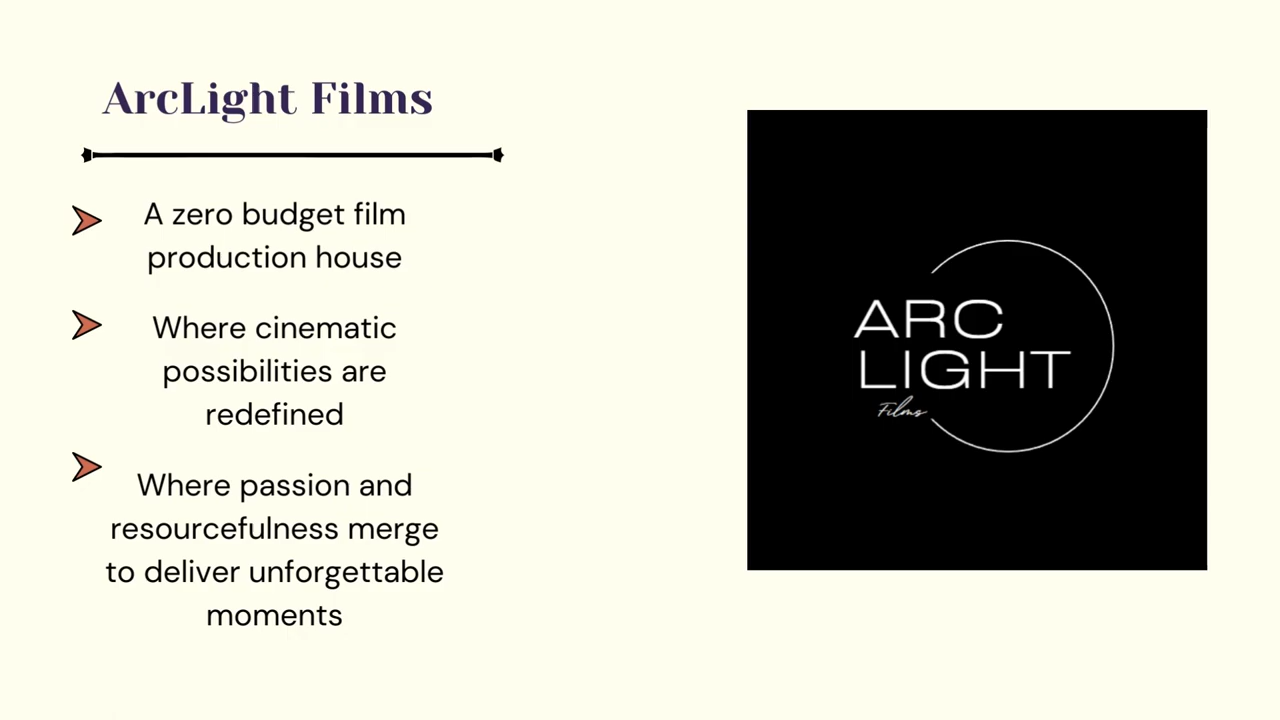 ArcLight Films
A zero budget film
production house
Where cinematic
possibilities are
redefined
Where passion and
resourcefulness merge
to deliver unforgettable
moments
ARC
LIGHT
Films